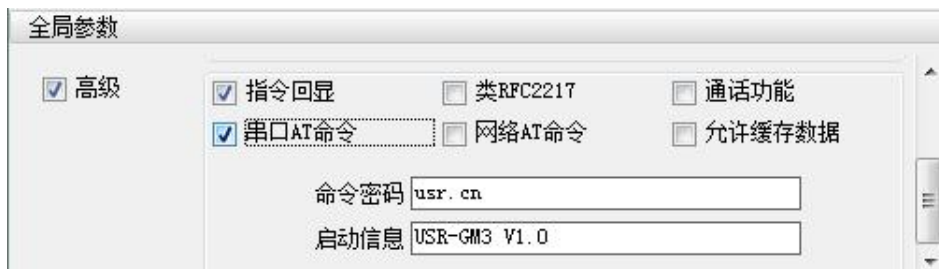 全局参数
高级
指令回显 类RFC2217 通话功能
串口AT命令 网络AT命令 允许缓存数据
命令密码 usr.cn
启动信息 USR-GM3 V1.0